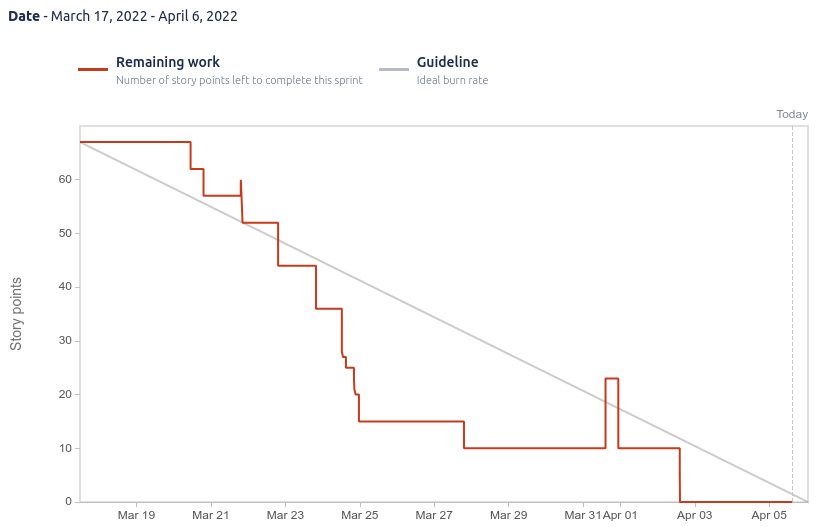 Date - March 17, 2022 - April 6, 2022
Remaining work
Number of story points left to complete this sprint
Guideline
Ideal burn rate
Today
Story points
60
50
40
30
20
10
0
Mar 19 Mar 21 Mar 23 Mar 25 Mar 27 Mar 29 Mar 31 Apr 01 Apr 03 Apr 05